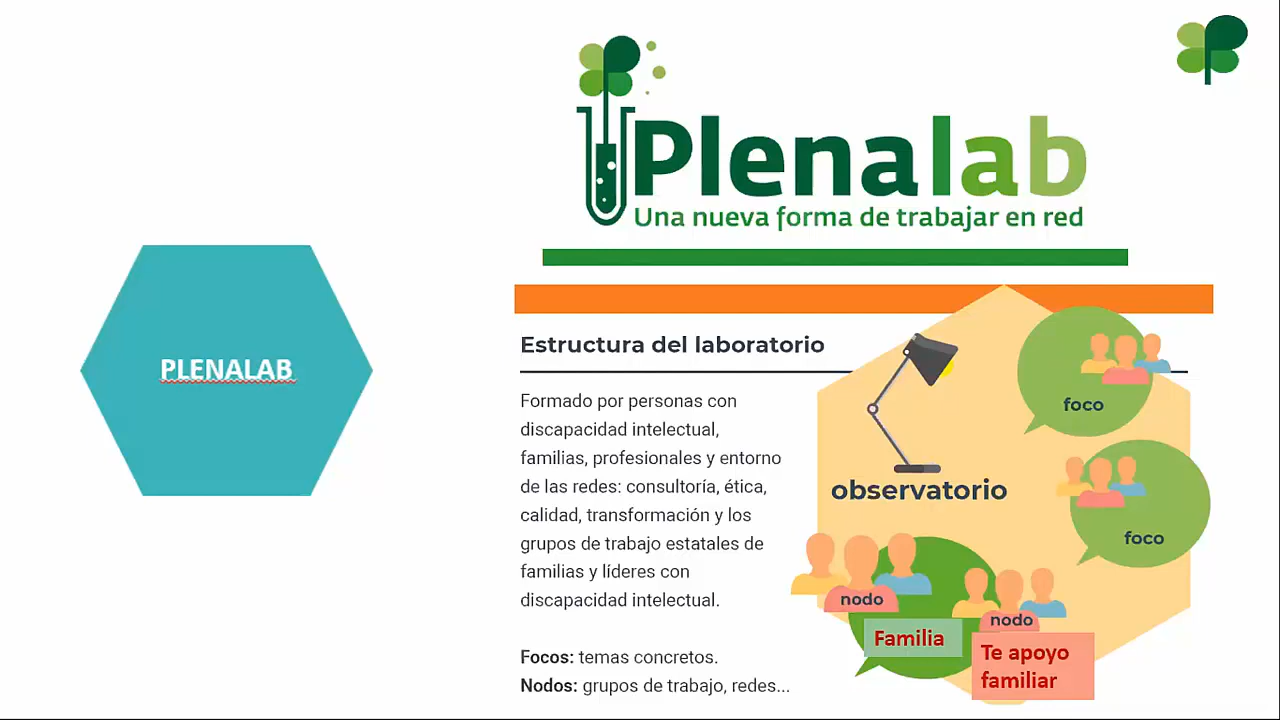 Plenalab
Una nueva forma de trabajar en red
PLENALAB
Estructura del laboratorio
Formado por personas con
discapacidad intelectual,
familias, profesionales y entorno
de las redes: consultoría, ética,
calidad, transformación y los
grupos de trabajo estatales de
familias y líderes con
discapacidad intelectual.
Focos: temas concretos.
Nodos: grupos de trabajo, redes...
foco
observatorio
foco
nodo
nodo
Familia
Te apoyo
familiar